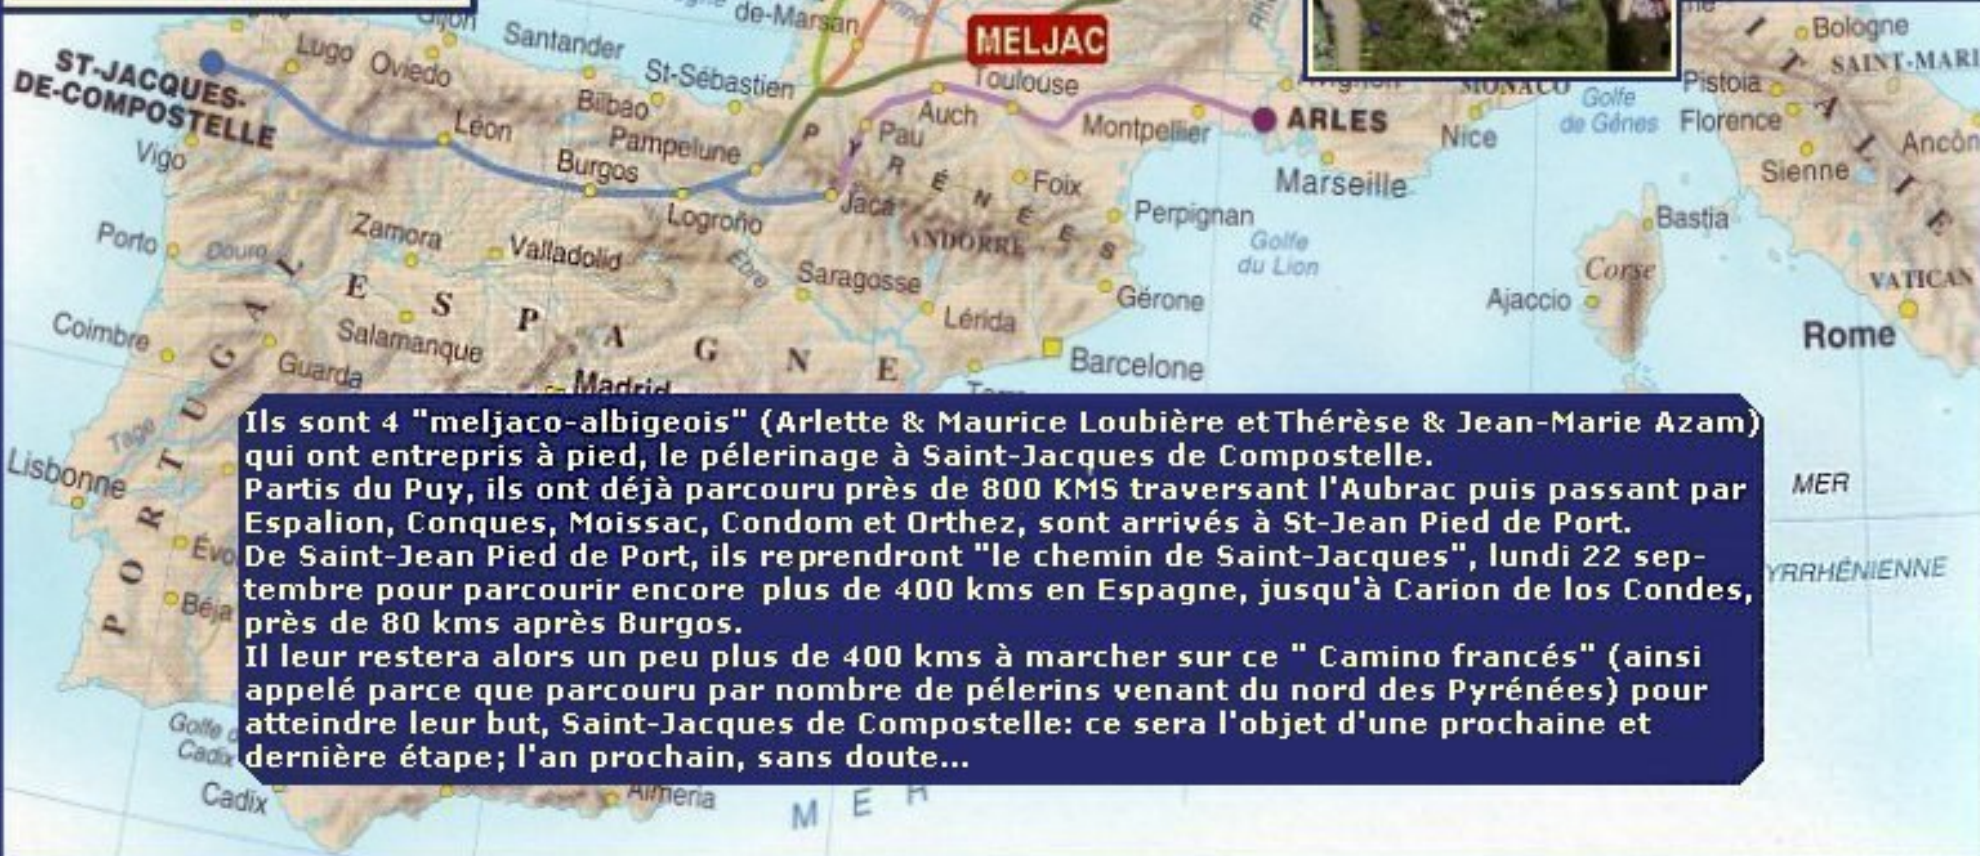 Gijon
de-Marsan
MELJAC
Bologne
SAINT-MARI
ST-JACQUES-
DE-COMPOSTELLE
Lugo
Oviedo
Santander
St-Sébastien
Toulouse
Pistoia
MONACO
Golfe
de Gênes
Bilbao
Auch
ARLES
Florence
Léon
Pampelune
Pau
Montpellier
Nice
Ancôn
Vigo
Burgos
PYRÉNÉES
Foix
Marseille
Sienne
ITALIE
Jaca
Logroño
Perpignan
Bastia
Porto
Douro
Zamora
Valladolid
Ebre
ANDORRE
Golfe
du Lion
Corse
Saragosse
Gérone
Ajaccio
VATICAN
Coimbre
Salamanque
ESPAGNE
Lérida
Rome
Guarda
Madrid
Barcelone
PORTUGAL
Tage
Lisbonne
Ils sont 4 "meljaco-albigeois" (Arlette & Maurice Loubière et Thérèse & Jean-Marie Azam)
qui ont entrepris à pied, le pélerinage à Saint-Jacques de Compostelle.
Partis du Puy, ils ont déjà parcouru près de 800 KMS traversant l'Aubrac puis passant par
Espalion, Conques, Moissac, Condom et Orthez, sont arrivés à St-Jean Pied de Port.
De Saint-Jean Pied de Port, ils reprendront "le chemin de Saint-Jacques", lundi 22 sep-
tembre pour parcourir encore plus de 400 kms en Espagne, jusqu'à Carion de los Condes,
près de 80 kms après Burgos.
Il leur restera alors un peu plus de 400 kms à marcher sur ce " Camino francés" (ainsi
appelé parce que parcouru par nombre de pélerins venant du nord des Pyrénées) pour
atteindre leur but, Saint-Jacques de Compostelle: ce sera l'objet d'une prochaine et
dernière étape; l'an prochain, sans doute...
MER
YRRHÉNIENNE
Évo
Béja
Golfe d
Cadix
Cadix
Almeria
MER